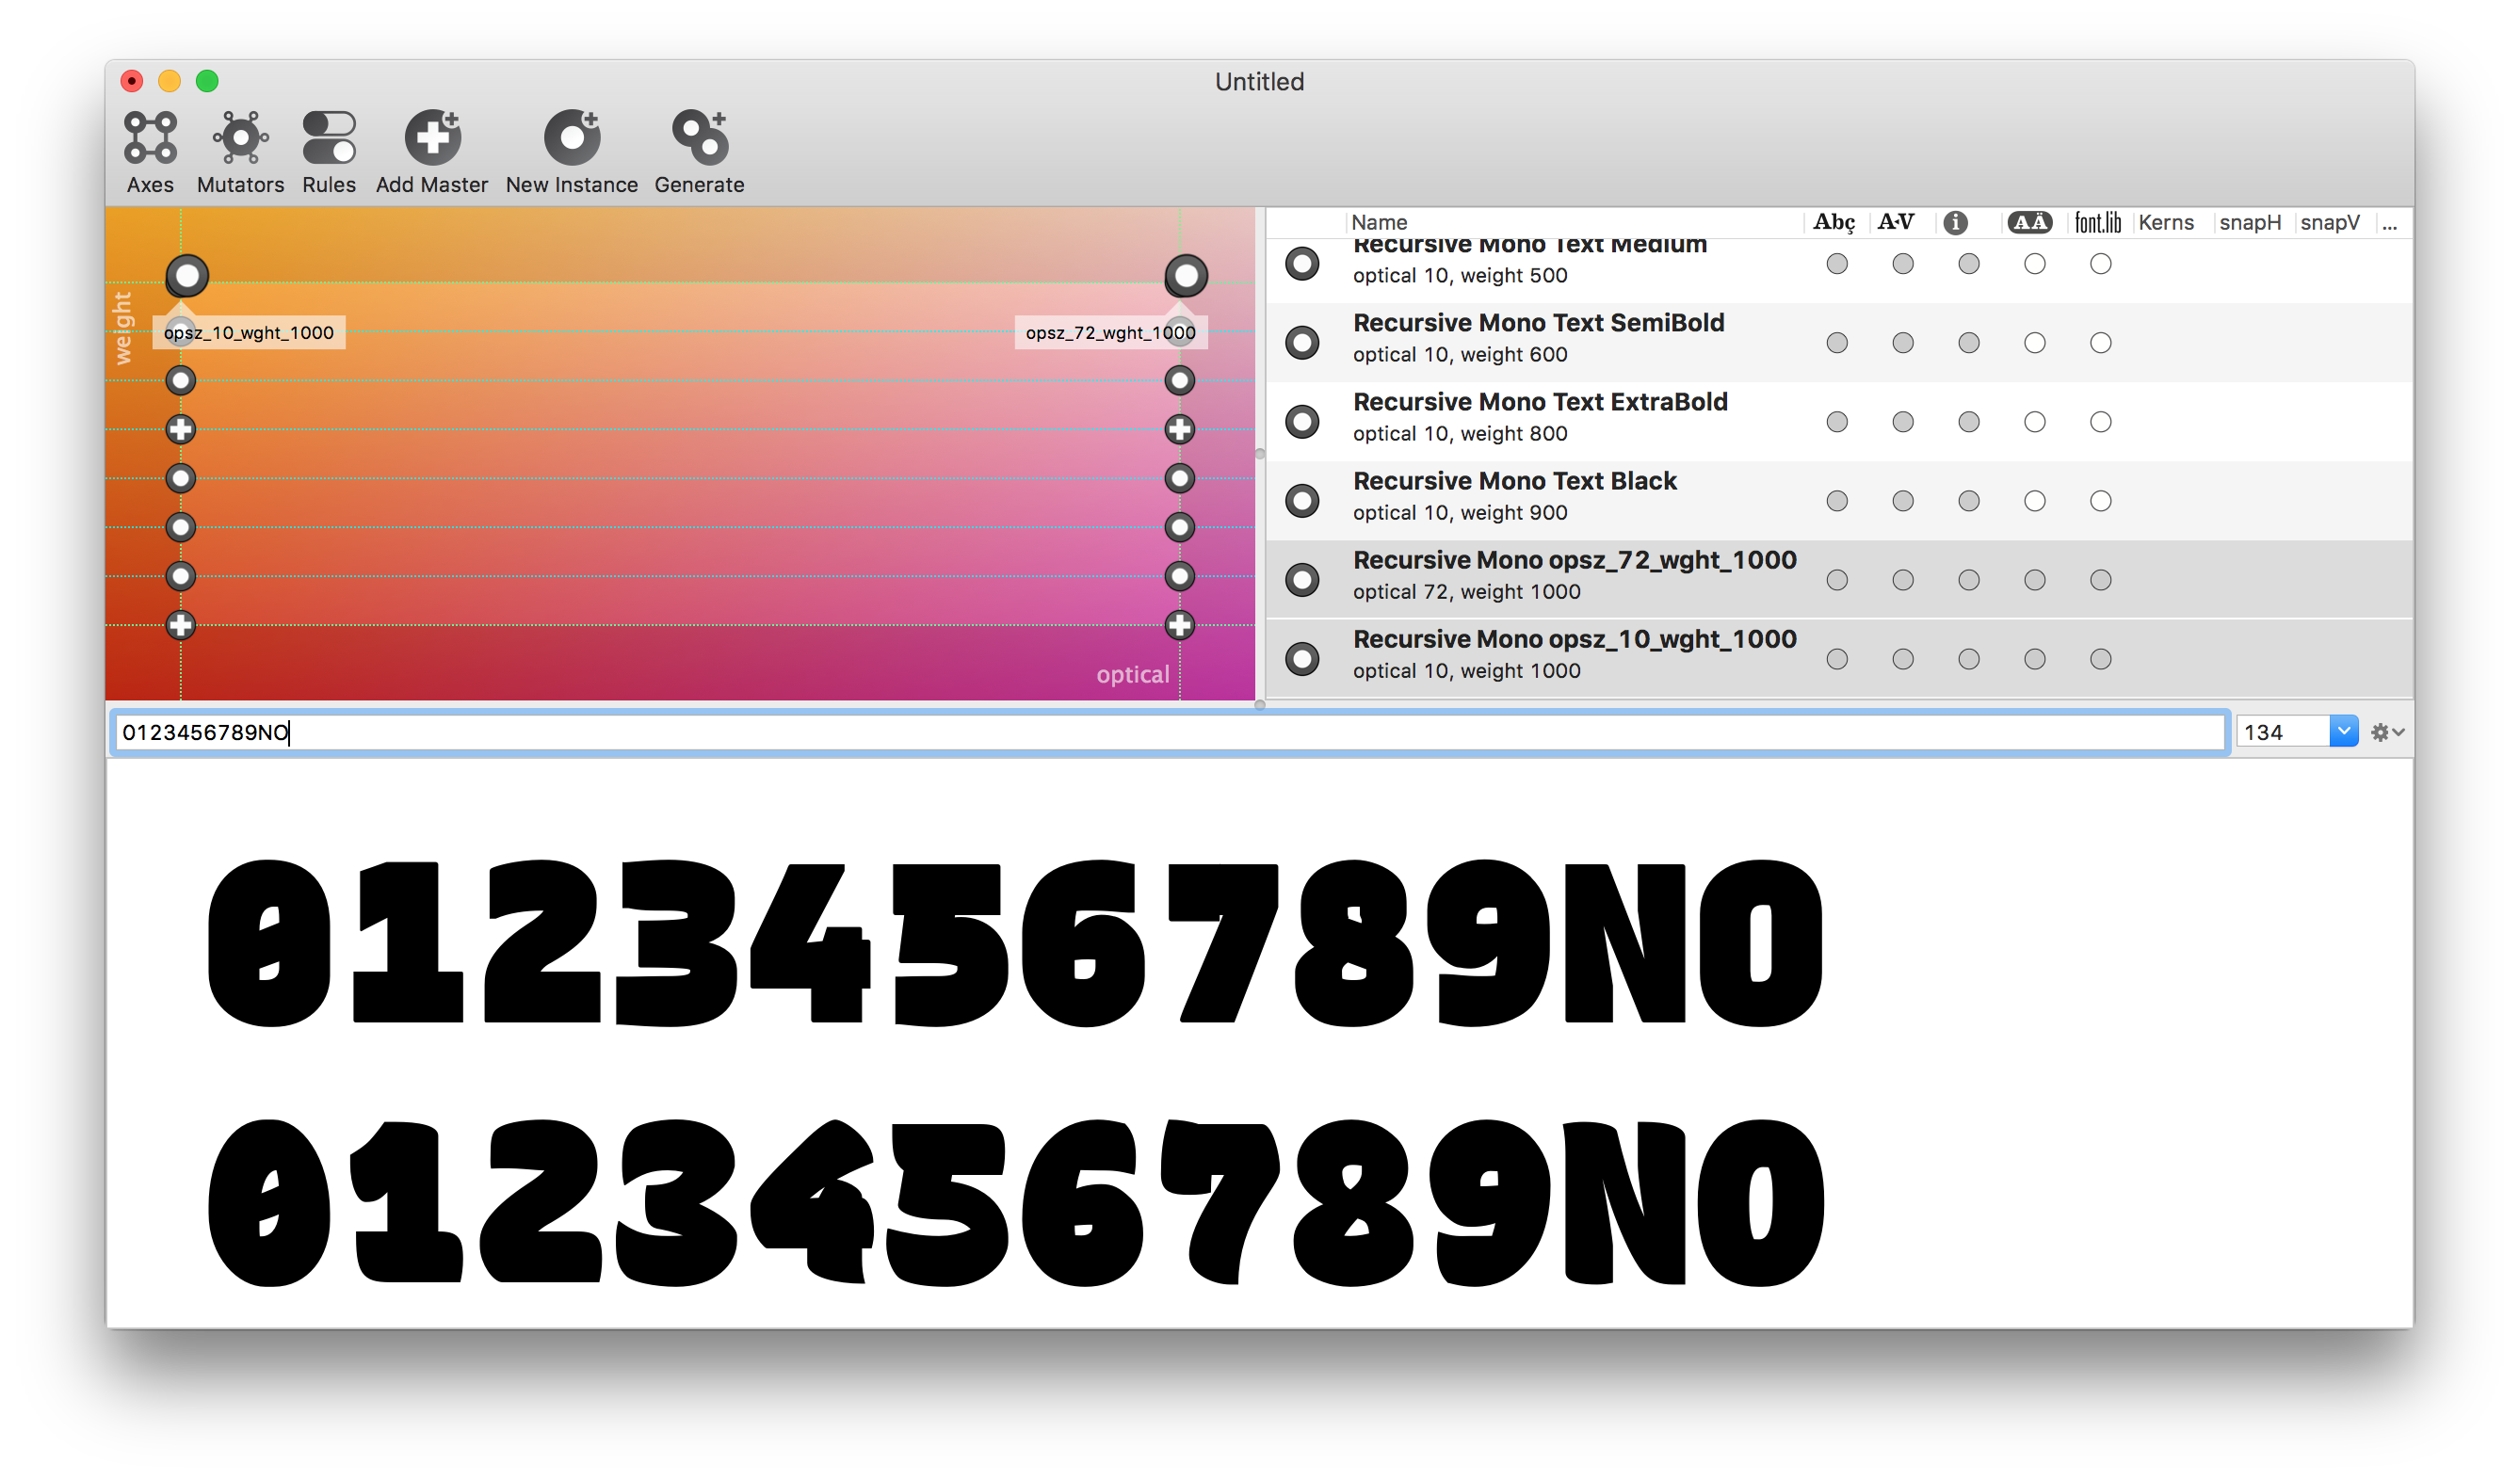 Untitled
Axes Mutators Rules Add Master New Instance Generate
weight
opsz_10_wght_1000
opsz_72_wght_1000
optical
Name Abç A·V i AÄ font.lib Kerns snapH snapV ...
Recursive Mono Text Medium
optical 10, weight 500
Recursive Mono Text SemiBold
optical 10, weight 600
Recursive Mono Text ExtraBold
optical 10, weight 800
Recursive Mono Text Black
optical 10, weight 900
Recursive Mono opsz_72_wght_1000
optical 72, weight 1000
Recursive Mono opsz_10_wght_1000
optical 10, weight 1000
0123456789NO 134
0123456789NO
0123456789NO